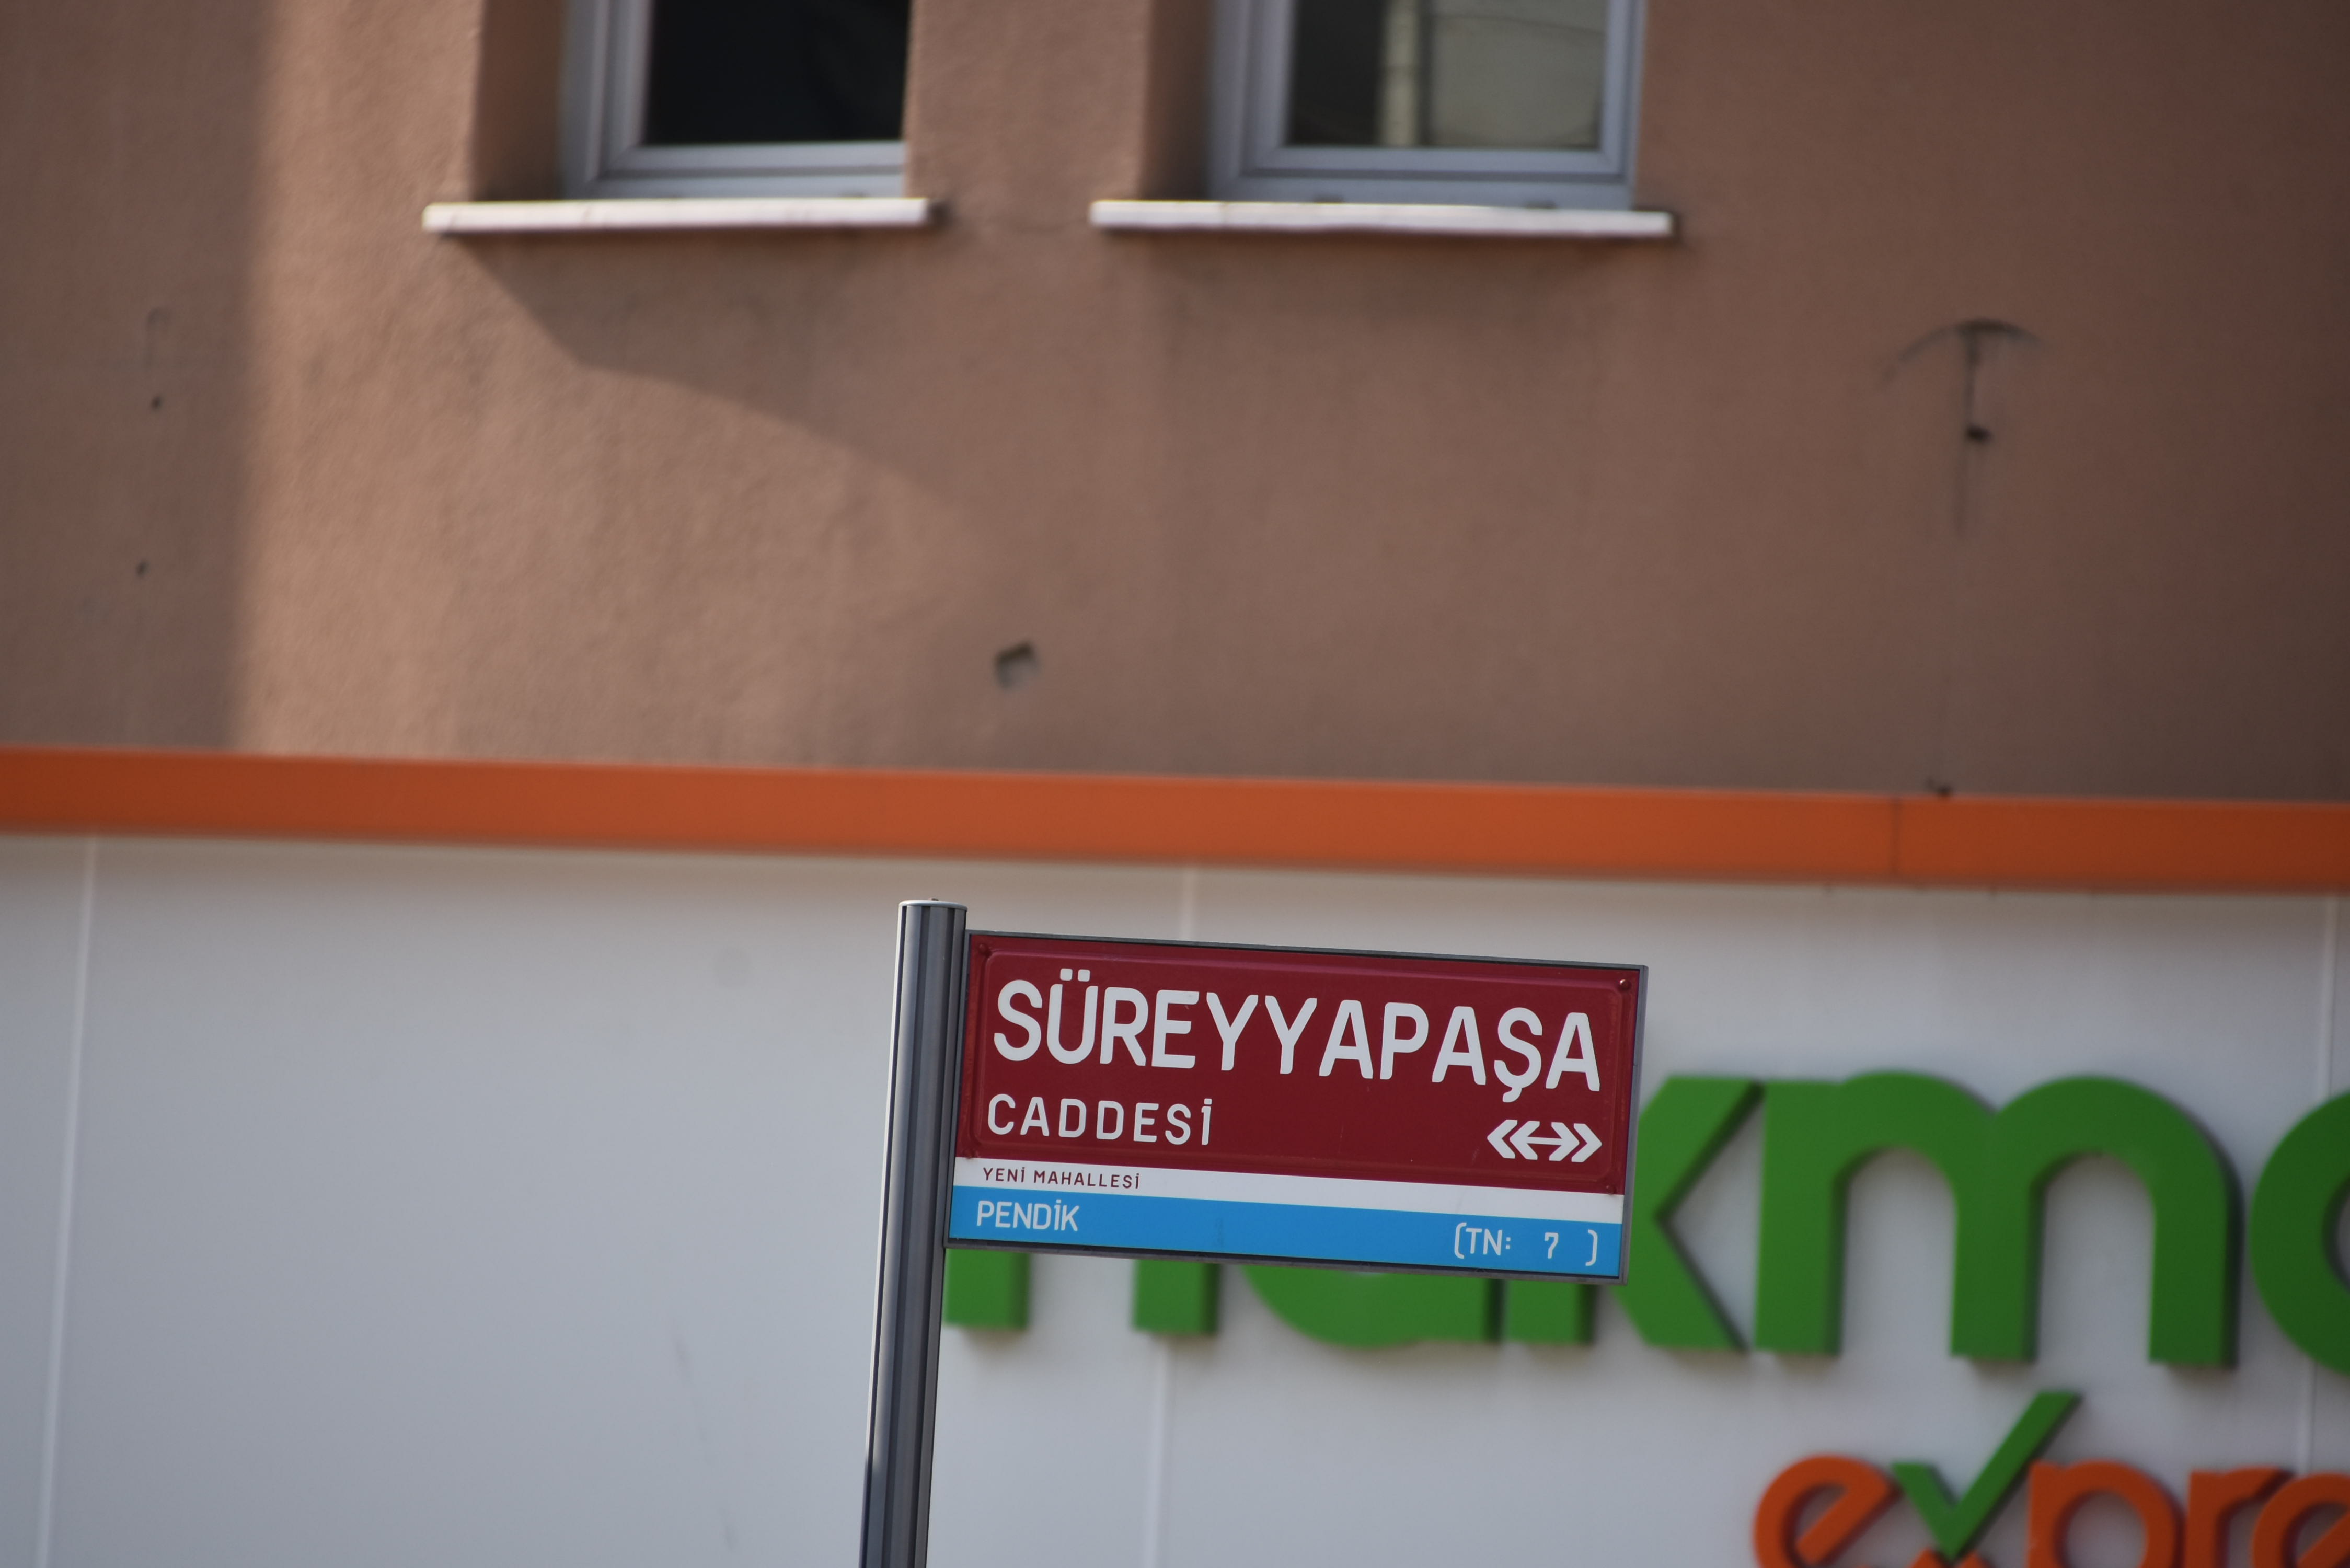 SÜREYYAPAŞA
CADDESİ
YENİ MAHALLESİ
PENDİK (TN: 7 )